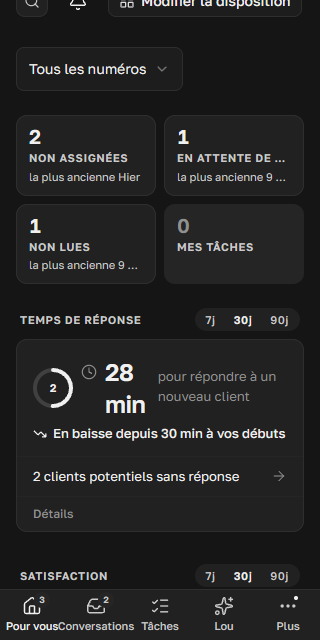 Modifier la disposition
Tous les numéros
2
NON ASSIGNÉES
la plus ancienne Hier
1
EN ATTENTE DE ...
la plus ancienne 9 ...
1
NON LUES
la plus ancienne 9 ...
0
MES TÂCHES
TEMPS DE RÉPONSE
7j 30j 90j
2
28
min
pour répondre à un
nouveau client
En baisse depuis 30 min à vos débuts
2 clients potentiels sans réponse
Détails
SATISFACTION
7j 30j 90j
3
2
Pour vous Conversations Tâches Lou Plus